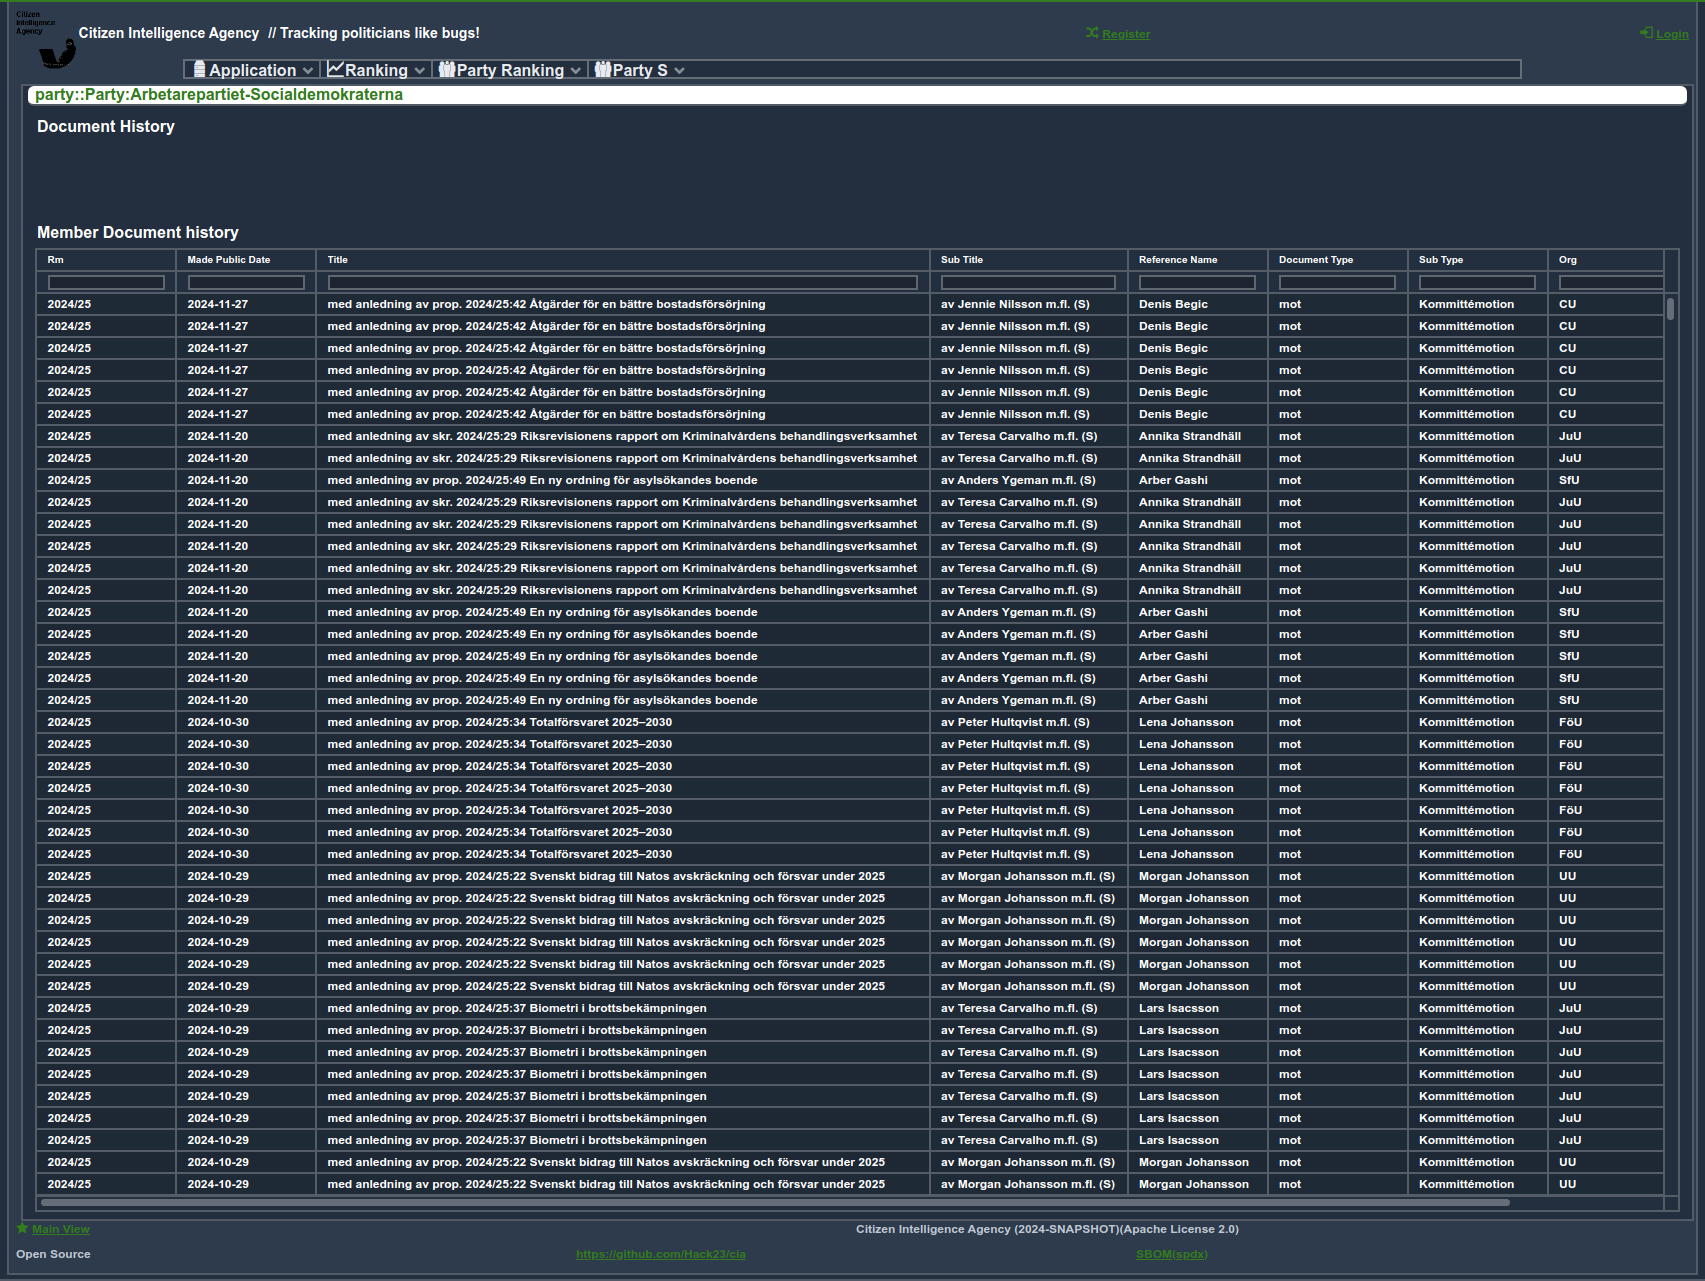 Citizen
Intelligence
Agency
Citizen Intelligence Agency // Tracking politicians like bugs!
Register
Login
Application Ranking Party Ranking Party S
party::Party:Arbetarepartiet-Socialdemokraterna
Document History
Member Document history
Rm Made Public Date Title Sub Title Reference Name Document Type Sub Type Org
2024/25 2024-11-27 med anledning av prop. 2024/25:42 Åtgärder för en bättre bostadsförsörjning av Jennie Nilsson m.fl. (S) Denis Begic mot Kommittémotion CU
2024/25 2024-11-27 med anledning av prop. 2024/25:42 Åtgärder för en bättre bostadsförsörjning av Jennie Nilsson m.fl. (S) Denis Begic mot Kommittémotion CU
2024/25 2024-11-27 med anledning av prop. 2024/25:42 Åtgärder för en bättre bostadsförsörjning av Jennie Nilsson m.fl. (S) Denis Begic mot Kommittémotion CU
2024/25 2024-11-27 med anledning av prop. 2024/25:42 Åtgärder för en bättre bostadsförsörjning av Jennie Nilsson m.fl. (S) Denis Begic mot Kommittémotion CU
2024/25 2024-11-27 med anledning av prop. 2024/25:42 Åtgärder för en bättre bostadsförsörjning av Jennie Nilsson m.fl. (S) Denis Begic mot Kommittémotion CU
2024/25 2024-11-27 med anledning av prop. 2024/25:42 Åtgärder för en bättre bostadsförsörjning av Jennie Nilsson m.fl. (S) Denis Begic mot Kommittémotion CU
2024/25 2024-11-20 med anledning av skr. 2024/25:29 Riksrevisionens rapport om Kriminalvårdens behandlingsverksamhet av Teresa Carvalho m.fl. (S) Annika Strandhäll mot Kommittémotion JuU
2024/25 2024-11-20 med anledning av skr. 2024/25:29 Riksrevisionens rapport om Kriminalvårdens behandlingsverksamhet av Teresa Carvalho m.fl. (S) Annika Strandhäll mot Kommittémotion JuU
2024/25 2024-11-20 med anledning av prop. 2024/25:49 En ny ordning för asylsökandes boende av Anders Ygeman m.fl. (S) Arber Gashi mot Kommittémotion SfU
2024/25 2024-11-20 med anledning av skr. 2024/25:29 Riksrevisionens rapport om Kriminalvårdens behandlingsverksamhet av Teresa Carvalho m.fl. (S) Annika Strandhäll mot Kommittémotion JuU
2024/25 2024-11-20 med anledning av skr. 2024/25:29 Riksrevisionens rapport om Kriminalvårdens behandlingsverksamhet av Teresa Carvalho m.fl. (S) Annika Strandhäll mot Kommittémotion JuU
2024/25 2024-11-20 med anledning av skr. 2024/25:29 Riksrevisionens rapport om Kriminalvårdens behandlingsverksamhet av Teresa Carvalho m.fl. (S) Annika Strandhäll mot Kommittémotion JuU
2024/25 2024-11-20 med anledning av skr. 2024/25:29 Riksrevisionens rapport om Kriminalvårdens behandlingsverksamhet av Teresa Carvalho m.fl. (S) Annika Strandhäll mot Kommittémotion JuU
2024/25 2024-11-20 med anledning av skr. 2024/25:29 Riksrevisionens rapport om Kriminalvårdens behandlingsverksamhet av Teresa Carvalho m.fl. (S) Annika Strandhäll mot Kommittémotion JuU
2024/25 2024-11-20 med anledning av prop. 2024/25:49 En ny ordning för asylsökandes boende av Anders Ygeman m.fl. (S) Arber Gashi mot Kommittémotion SfU
2024/25 2024-11-20 med anledning av prop. 2024/25:49 En ny ordning för asylsökandes boende av Anders Ygeman m.fl. (S) Arber Gashi mot Kommittémotion SfU
2024/25 2024-11-20 med anledning av prop. 2024/25:49 En ny ordning för asylsökandes boende av Anders Ygeman m.fl. (S) Arber Gashi mot Kommittémotion SfU
2024/25 2024-11-20 med anledning av prop. 2024/25:49 En ny ordning för asylsökandes boende av Anders Ygeman m.fl. (S) Arber Gashi mot Kommittémotion SfU
2024/25 2024-11-20 med anledning av prop. 2024/25:49 En ny ordning för asylsökandes boende av Anders Ygeman m.fl. (S) Arber Gashi mot Kommittémotion SfU
2024/25 2024-10-30 med anledning av prop. 2024/25:34 Totalförsvaret 2025–2030 av Peter Hultqvist m.fl. (S) Lena Johansson mot Kommittémotion FöU
2024/25 2024-10-30 med anledning av prop. 2024/25:34 Totalförsvaret 2025–2030 av Peter Hultqvist m.fl. (S) Lena Johansson mot Kommittémotion FöU
2024/25 2024-10-30 med anledning av prop. 2024/25:34 Totalförsvaret 2025–2030 av Peter Hultqvist m.fl. (S) Lena Johansson mot Kommittémotion FöU
2024/25 2024-10-30 med anledning av prop. 2024/25:34 Totalförsvaret 2025–2030 av Peter Hultqvist m.fl. (S) Lena Johansson mot Kommittémotion FöU
2024/25 2024-10-30 med anledning av prop. 2024/25:34 Totalförsvaret 2025–2030 av Peter Hultqvist m.fl. (S) Lena Johansson mot Kommittémotion FöU
2024/25 2024-10-30 med anledning av prop. 2024/25:34 Totalförsvaret 2025–2030 av Peter Hultqvist m.fl. (S) Lena Johansson mot Kommittémotion FöU
2024/25 2024-10-30 med anledning av prop. 2024/25:34 Totalförsvaret 2025–2030 av Peter Hultqvist m.fl. (S) Lena Johansson mot Kommittémotion FöU
2024/25 2024-10-29 med anledning av prop. 2024/25:22 Svenskt bidrag till Natos avskräckning och försvar under 2025 av Morgan Johansson m.fl. (S) Morgan Johansson mot Kommittémotion UU
2024/25 2024-10-29 med anledning av prop. 2024/25:22 Svenskt bidrag till Natos avskräckning och försvar under 2025 av Morgan Johansson m.fl. (S) Morgan Johansson mot Kommittémotion UU
2024/25 2024-10-29 med anledning av prop. 2024/25:22 Svenskt bidrag till Natos avskräckning och försvar under 2025 av Morgan Johansson m.fl. (S) Morgan Johansson mot Kommittémotion UU
2024/25 2024-10-29 med anledning av prop. 2024/25:22 Svenskt bidrag till Natos avskräckning och försvar under 2025 av Morgan Johansson m.fl. (S) Morgan Johansson mot Kommittémotion UU
2024/25 2024-10-29 med anledning av prop. 2024/25:22 Svenskt bidrag till Natos avskräckning och försvar under 2025 av Morgan Johansson m.fl. (S) Morgan Johansson mot Kommittémotion UU
2024/25 2024-10-29 med anledning av prop. 2024/25:22 Svenskt bidrag till Natos avskräckning och försvar under 2025 av Morgan Johansson m.fl. (S) Morgan Johansson mot Kommittémotion UU
2024/25 2024-10-29 med anledning av prop. 2024/25:37 Biometri i brottsbekämpningen av Teresa Carvalho m.fl. (S) Lars Isacsson mot Kommittémotion JuU
2024/25 2024-10-29 med anledning av prop. 2024/25:37 Biometri i brottsbekämpningen av Teresa Carvalho m.fl. (S) Lars Isacsson mot Kommittémotion JuU
2024/25 2024-10-29 med anledning av prop. 2024/25:37 Biometri i brottsbekämpningen av Teresa Carvalho m.fl. (S) Lars Isacsson mot Kommittémotion JuU
2024/25 2024-10-29 med anledning av prop. 2024/25:37 Biometri i brottsbekämpningen av Teresa Carvalho m.fl. (S) Lars Isacsson mot Kommittémotion JuU
2024/25 2024-10-29 med anledning av prop. 2024/25:37 Biometri i brottsbekämpningen av Teresa Carvalho m.fl. (S) Lars Isacsson mot Kommittémotion JuU
2024/25 2024-10-29 med anledning av prop. 2024/25:37 Biometri i brottsbekämpningen av Teresa Carvalho m.fl. (S) Lars Isacsson mot Kommittémotion JuU
2024/25 2024-10-29 med anledning av prop. 2024/25:37 Biometri i brottsbekämpningen av Teresa Carvalho m.fl. (S) Lars Isacsson mot Kommittémotion JuU
2024/25 2024-10-29 med anledning av prop. 2024/25:22 Svenskt bidrag till Natos avskräckning och försvar under 2025 av Morgan Johansson m.fl. (S) Morgan Johansson mot Kommittémotion UU
2024/25 2024-10-29 med anledning av prop. 2024/25:22 Svenskt bidrag till Natos avskräckning och försvar under 2025 av Morgan Johansson m.fl. (S) Morgan Johansson mot Kommittémotion UU
Main View Citizen Intelligence Agency (2024-SNAPSHOT)(Apache License 2.0)
Open Source https://github.com/Hack23/cia SBOM(spdx)